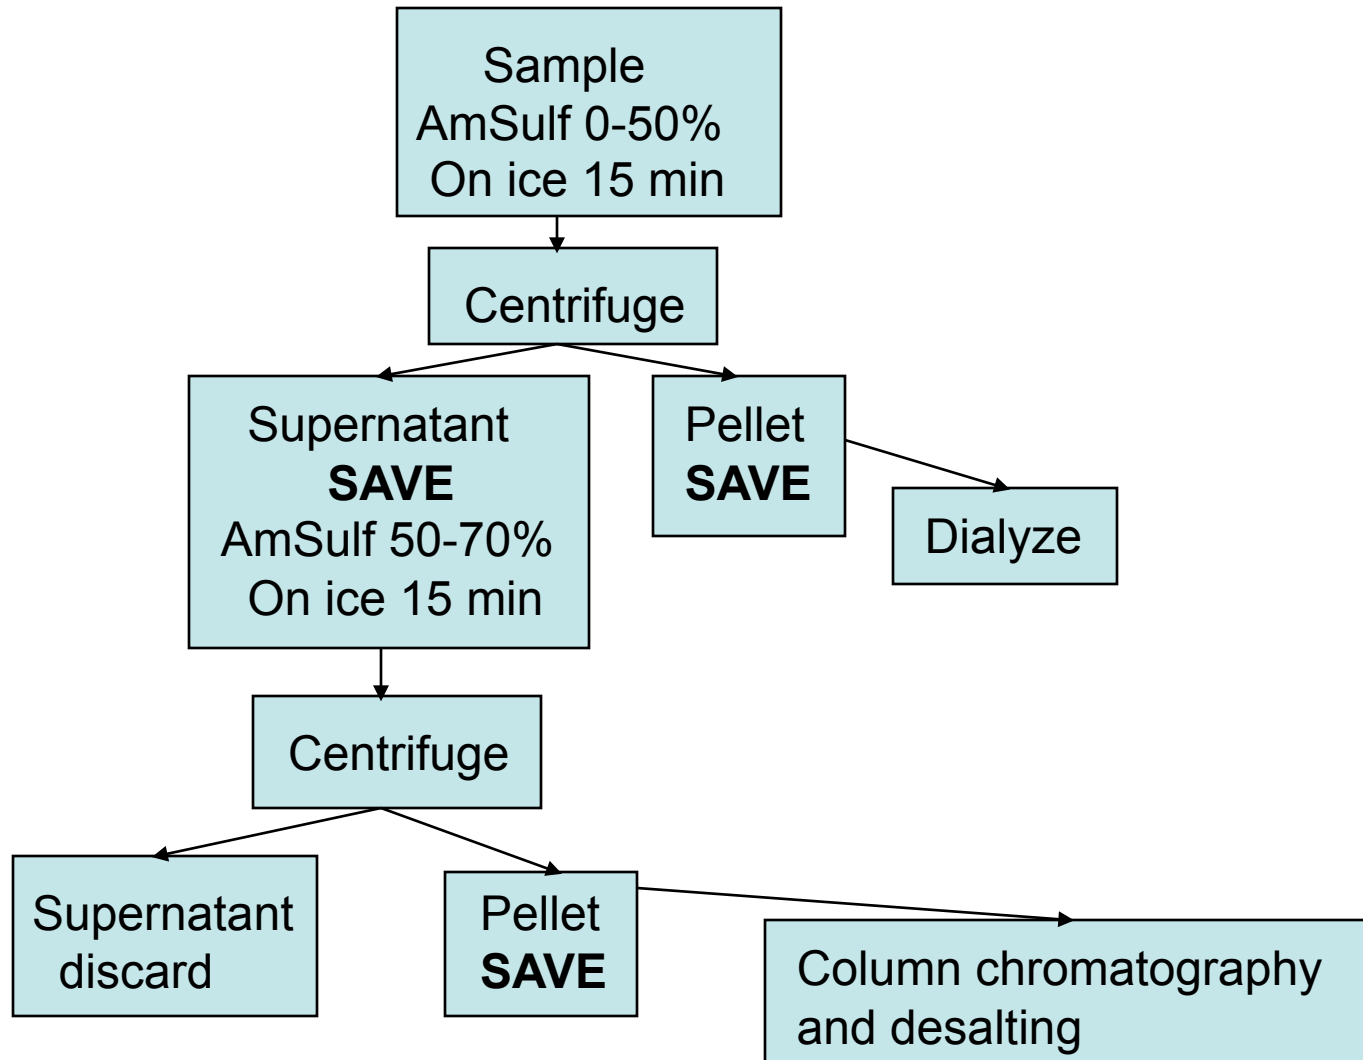 Sample
AmSulf 0-50%
On ice 15 min
Centrifuge
Supernatant
SAVE
AmSulf 50-70%
On ice 15 min
Pellet
SAVE
Dialyze
Centrifuge
Supernatant
discard
Pellet
SAVE
Column chromatography
and desalting